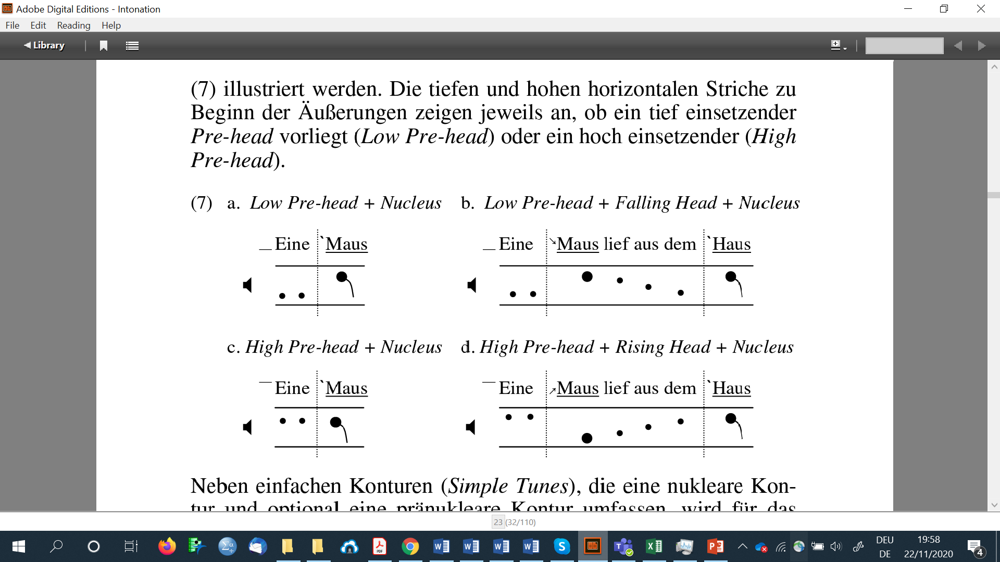 Adobe Digital Editions - Intonation
File Edit Reading Help
Library
(7) illustriert werden. Die tiefen und hohen horizontalen Striche zu
Beginn der Äußerungen zeigen jeweils an, ob ein tief einsetzender
Pre-head vorliegt (Low Pre-head) oder ein hoch einsetzender (High
Pre-head).
(7) a. Low Pre-head + Nucleus b. Low Pre-head + Falling Head + Nucleus
_Eine `Maus _Eine ↘Maus lief aus dem `Haus
c. High Pre-head + Nucleus d. High Pre-head + Rising Head + Nucleus
‾Eine `Maus ‾Eine ↗Maus lief aus dem `Haus
Neben einfachen Konturen (Simple Tunes), die eine nukleare Kon-
tur und optional eine pränukleare Kontur umfassen, wird für das
23 (32/110)
DEU 19:58
DE 22/11/2020 4